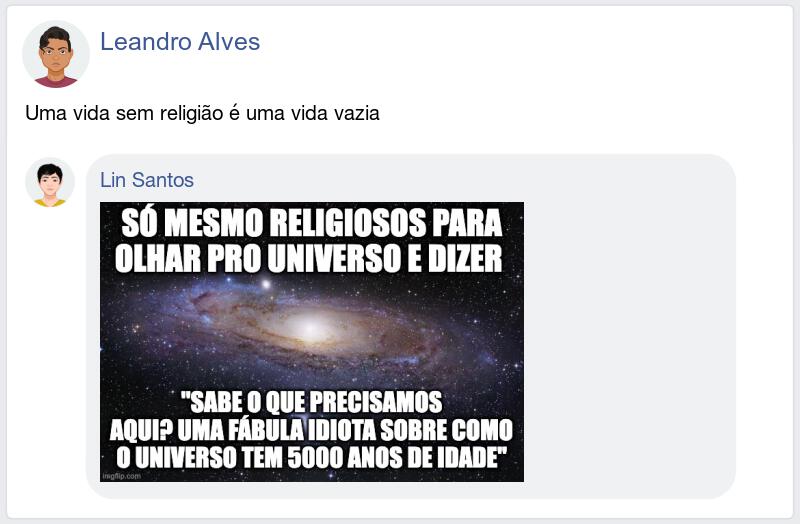 Leandro Alves
Uma vida sem religião é uma vida vazia
Lin Santos
SÓ MESMO RELIGIOSOS PARA
OLHAR PRO UNIVERSO E DIZER
"SABE O QUE PRECISAMOS
AQUI? UMA FÁBULA IDIOTA SOBRE COMO
O UNIVERSO TEM 5000 ANOS DE IDADE"
imgflip.com